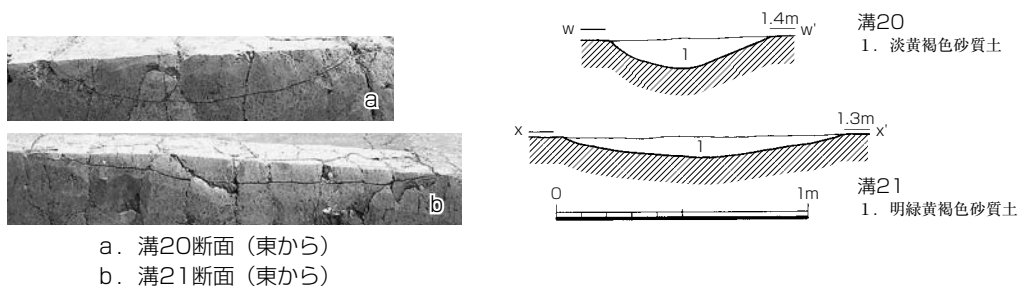 a
b
a．溝20断面（東から）
b．溝21断面（東から）
w 1.4m w'
1
溝20
1．淡黄褐色砂質土
x 1.3m x'
1
溝21
1．明緑黄褐色砂質土
0 1m